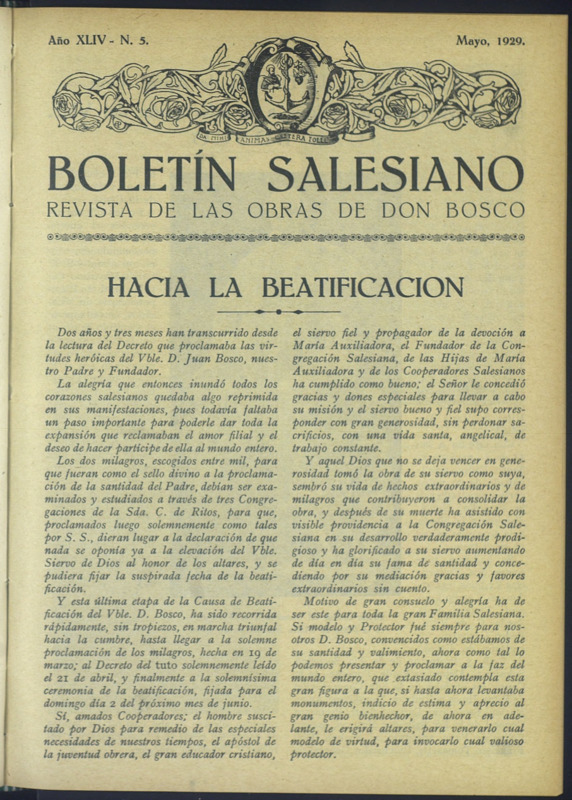 Año XLIV - N. 5.
Mayo, 1929.
DA MIHI ANIMAS CÆTERA TOLLE
BOLETÍN SALESIANO
REVISTA DE LAS OBRAS DE DON BOSCO
HACIA LA BEATIFICACION
Dos años y tres meses han transcurrido desde
la lectura del Decreto que proclamaba las vir-
tudes heróicas del Vble. D. Juan Bosco, nues-
tro Padre y Fundador.
La alegría que entonces inundó todos los
corazones salesianos quedaba algo reprimida
en sus manifestaciones, pues todavía faltaba
un paso importante para poderle dar toda la
expansión que reclamaban el amor filial y el
deseo de hacer partícipe de ella al mundo entero.
Los dos milagros, escogidos entre mil, para
que fueran como el sello divino a la proclama-
ción de la santidad del Padre, debían ser exa-
minados y estudiados a través de tres Congre-
gaciones de la Sda. C. de Ritos, para que,
proclamados luego solemnemente como tales
por S. S., dieran lugar a la declaración de que
nada se oponía ya a la elevación del Vble.
Siervo de Dios al honor de los altares, y se
pudiera fijar la suspirada fecha de la beati-
ficación.
Y esta última etapa de la Causa de Beati-
ficación del Vble. D. Bosco, ha sido recorrida
rápidamente, sin tropiezos, en marcha triunfal
hacia la cumbre, hasta llegar a la solemne
proclamación de los milagros, hecha en 19 de
marzo; al Decreto del tuto solemnemente leído
el 21 de abril, y finalmente a la solemnísima
ceremonia de la beatificación, fijada para el
domingo día 2 del próximo mes de junio.
Sí, amados Cooperadores; el hombre susci-
tado por Dios para remedio de las especiales
necesidades de nuestros tiempos, el apóstol de
la juventud obrera, el gran educador cristiano,
el siervo fiel y propagador de la devoción a
María Auxiliadora, el Fundador de la Con-
gregación Salesiana, de las Hijas de María
Auxiliadora y de los Cooperadores Salesianos
ha cumplido como bueno; el Señor le concedió
gracias y dones especiales para llevar a cabo
su misión y el siervo bueno y fiel supo corres-
ponder con gran generosidad, sin perdonar sa-
crificios, con una vida santa, angelical, de
trabajo constante.
Y aquel Dios que no se deja vencer en gene-
rosidad tomó la obra de su siervo como suya,
sembró su vida de hechos extraordinarios y de
milagros que contribuyeron a consolidar la
obra, y después de su muerte ha asistido con
visible providencia a la Congregación Sale-
siana en su desarrollo verdaderamente prodi-
gioso y ha glorificado a su siervo aumentando
de día en día su fama de santidad y conce-
diendo por su mediación gracias y favores
extraordinarios sin cuento.
Motivo de gran consuelo y alegría ha de
ser este para toda la gran Familia Salesiana.
Si modelo y Protector fué siempre para nos-
otros D. Bosco, convencidos como estábamos de
su santidad y valimiento, ahora como tal lo
podemos presentar y proclamar a la faz del
mundo entero, que extasiado contempla esta
gran figura a la que, si hasta ahora levantaba
monumentos, indicio de estima y aprecio al
gran genio bienhechor, de ahora en ade-
lante, le erigirá altares, para venerarlo cual
modelo de virtud, para invocarlo cual valioso
protector.